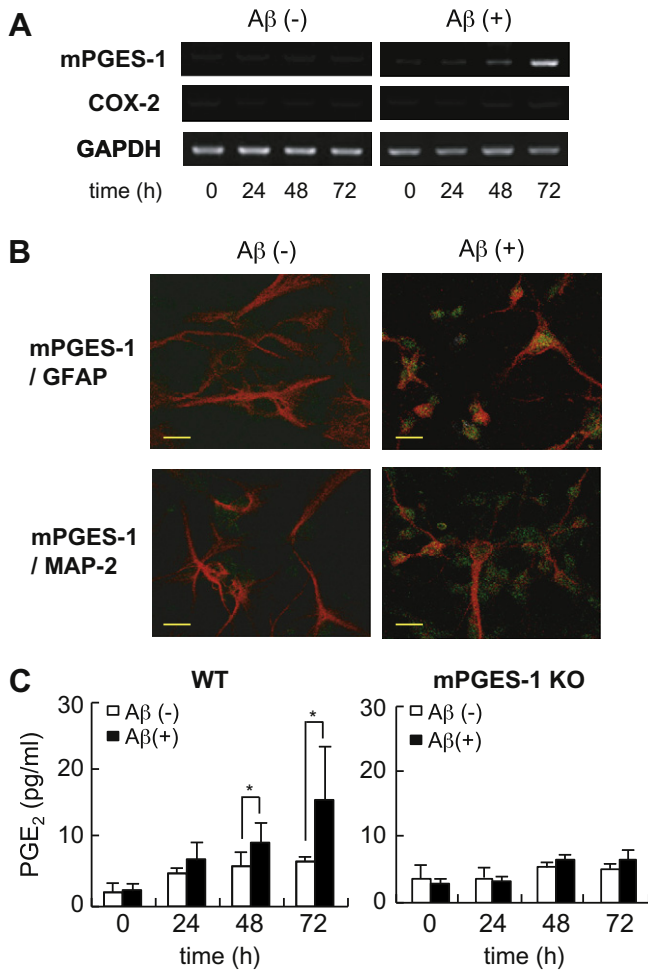 A
Aβ (-) Aβ (+)
mPGES-1
COX-2
GAPDH
time (h) 0 24 48 72 0 24 48 72
B
Aβ (-) Aβ (+)
mPGES-1
/ GFAP
mPGES-1
/ MAP-2
C
WT mPGES-1 KO
30 30
Aβ (-) Aβ (-)
Aβ(+) Aβ(+)
* *
20 20
PGE₂ (pg/ml)
10 10
0 0
0 24 48 72 0 24 48 72
time (h) time (h)